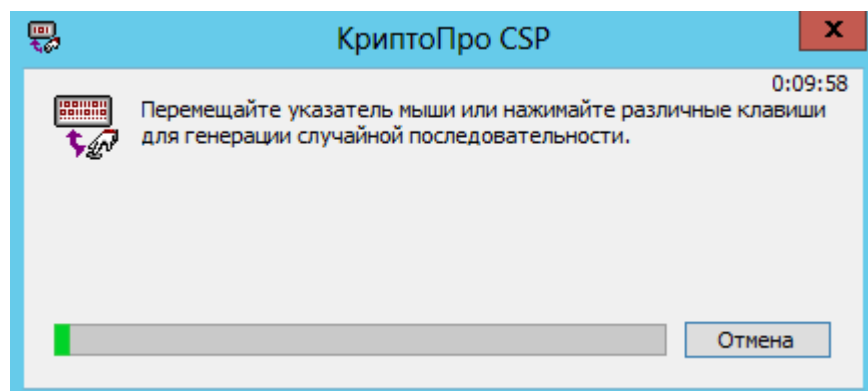 КриптоПро CSP
x
0:09:58
Перемещайте указатель мыши или нажимайте различные клавиши
для генерации случайной последовательности.
Отмена